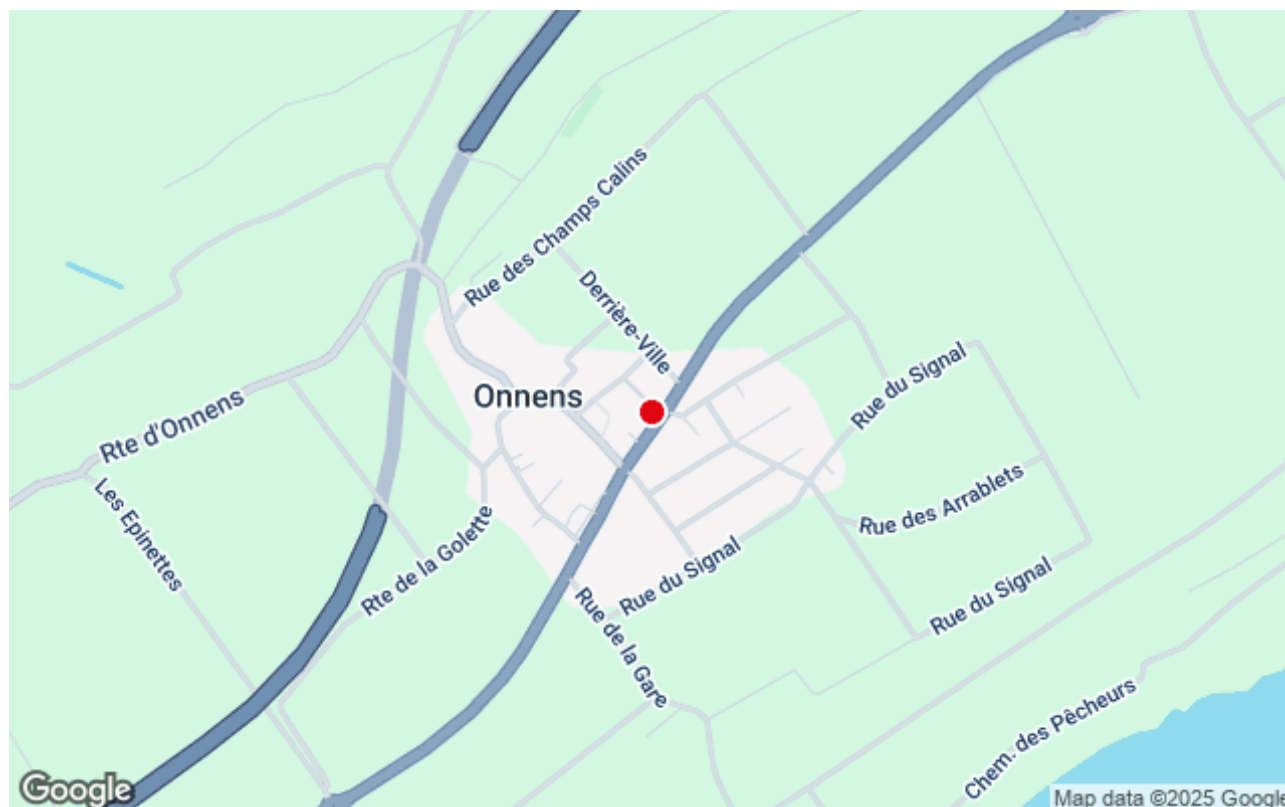 Rue des Champs Calins
Derrière-Ville
Onnens
Rue du Signal
Rte d'Onnens
Les Epinettes
Rue des Arrablets
Rte de la Golette
Rue du Signal
Rue du Signal
Rue de la Gare
Chem. des Pêcheurs
Google
Map data ©2025 Google